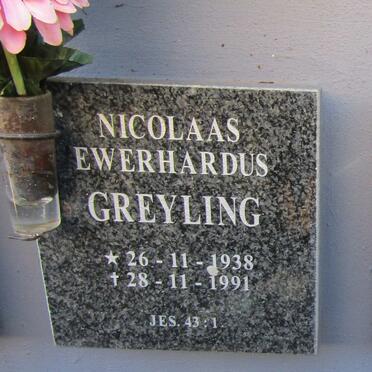 NICOLAAS
EWERHARDUS
GREYLING
★ 26 - 11 - 1938
✝ 28 - 11 - 1991
JES. 43 : 1